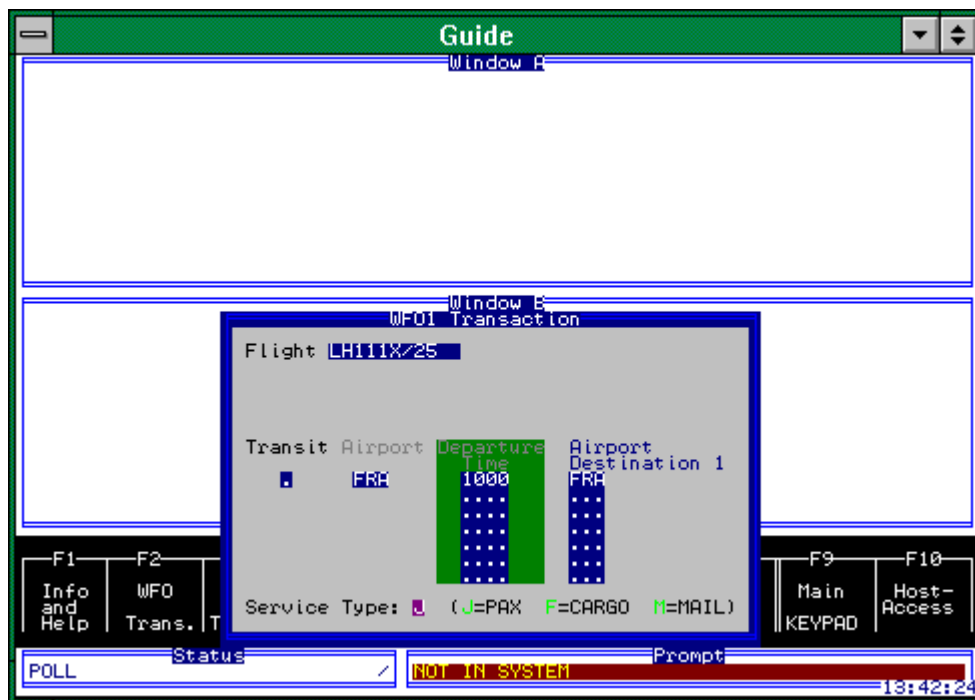 Guide
Window A
Window B
WFO1 Transaction
Flight LH111X/25
Transit Airport Departure Time Airport Destination 1
. FRA 1000 FRA
.... ...
.... ...
.... ...
.... ...
.... ...
.... ...
Service Type: J (J=PAX F=CARGO M=MAIL)
F1 F2 F9 F10
Info and Help
WFO Trans.
T
Main KEYPAD
Host-Access
Status
POLL /
Prompt
NOT IN SYSTEM
13:42:24